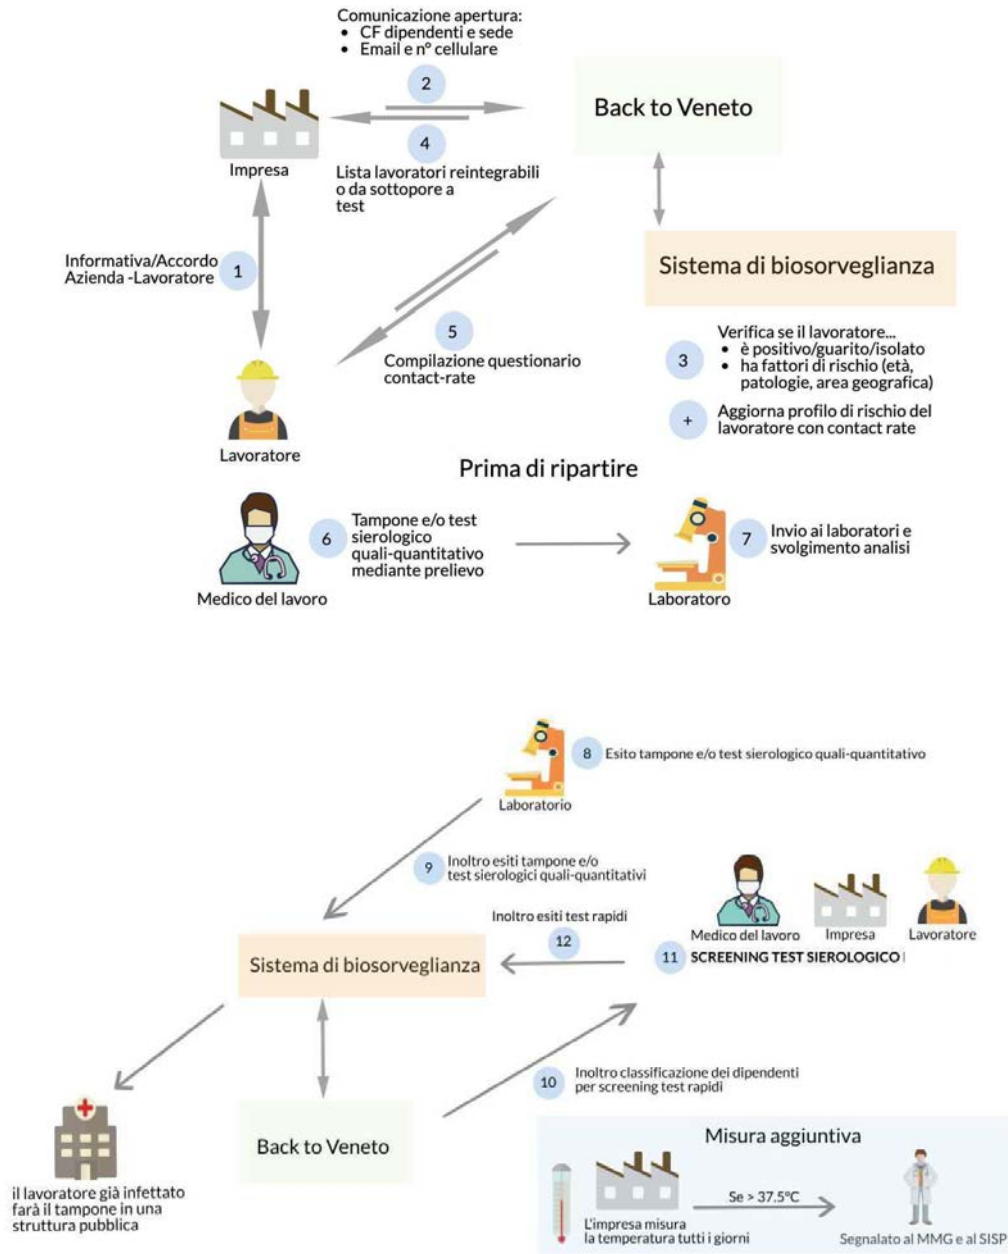 Comunicazione apertura:
• CF dipendenti e sede
• Email e n° cellulare
2
Back to Veneto
4
Impresa
Lista lavoratori reintegrabili
o da sottopore a
test
Informativa/Accordo
Azienda -Lavoratore
1
Sistema di biosorveglianza
5
Compilazione questionario
contact-rate
3
Verifica se il lavoratore...
• è positivo/guarito/isolato
• ha fattori di rischio (età,
patologie, area geografica)
+
Aggiorna profilo di rischio del
lavoratore con contact rate
Lavoratore
Prima di ripartire
6
Tampone e/o test
sierologico
quali-quantitativo
mediante prelievo
7
Invio ai laboratori e
svolgimento analisi
Medico del lavoro
Laboratoro
8
Esito tampone e/o test sierologico quali-quantitativo
Laboratorio
9
Inoltro esiti tampone e/o
test sierologici quali-quantitativi
Inoltro esiti test rapidi
12
Medico del lavoro
Impresa
Lavoratore
11
SCREENING TEST SIEROLOGICO
Sistema di biosorveglianza
10
Inoltro classificazione dei dipendenti
per screening test rapidi
Back to Veneto
il lavoratore già infettato
farà il tampone in una
struttura pubblica
Misura aggiuntiva
Se > 37.5°C
L'impresa misura
la temperatura tutti i giorni
Segnalato al MMG e al SISP